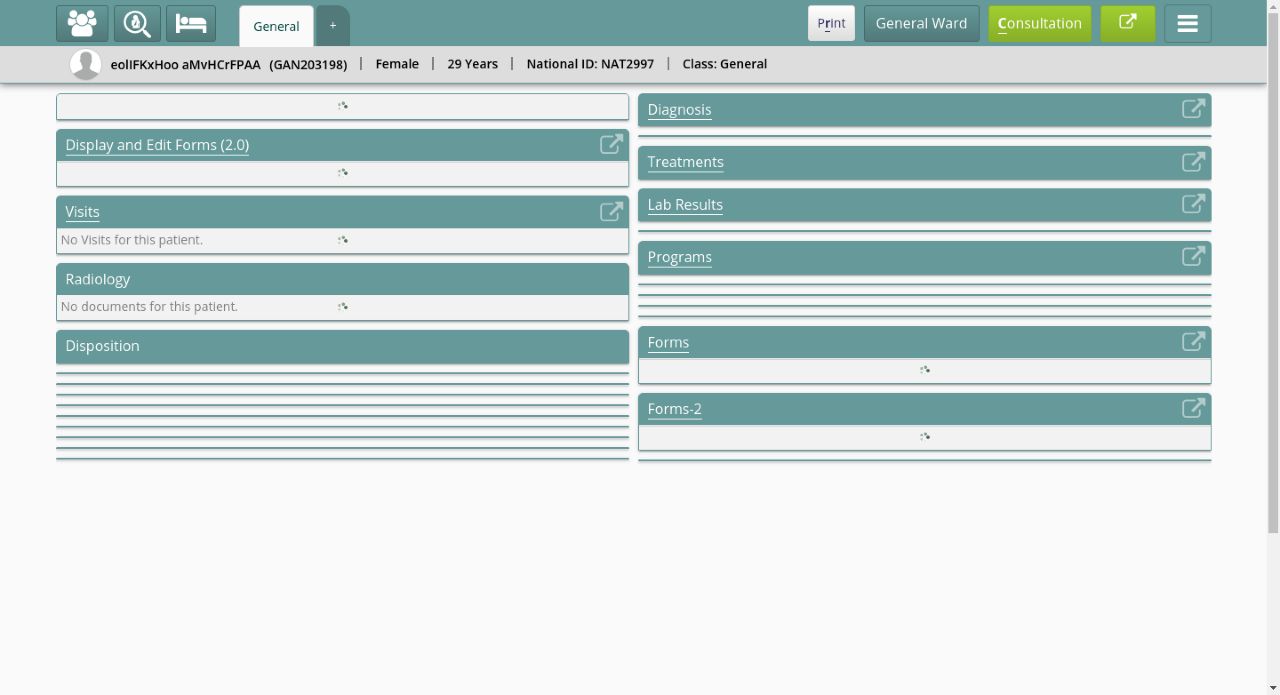 General
+
Print
General Ward
Consultation
eoIIFKxHoo aMvHCrFPAA (GAN203198) | Female | 29 Years | National ID: NAT2997 | Class: General
Display and Edit Forms (2.0)
Visits
No Visits for this patient.
Radiology
No documents for this patient.
Disposition
Diagnosis
Treatments
Lab Results
Programs
Forms
Forms-2